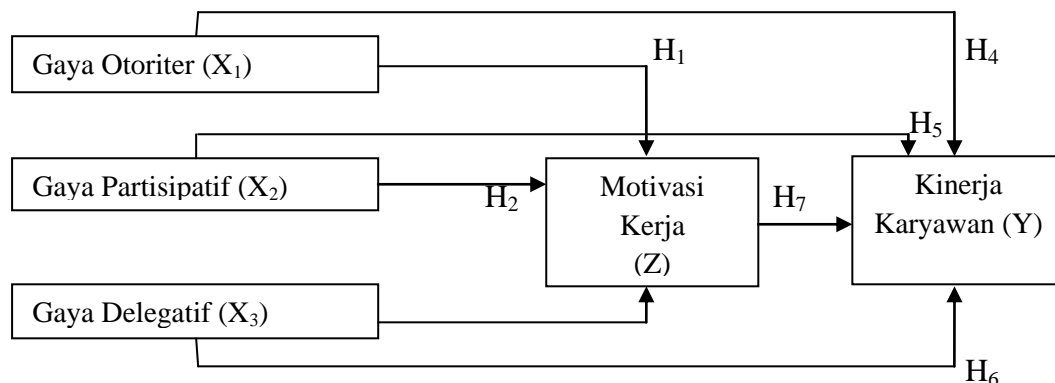 Gaya Otoriter (X₁)
H₁
H₄
H₅
Gaya Partisipatif (X₂)
H₂
Motivasi
Kerja
(Z)
H₇
Kinerja
Karyawan (Y)
Gaya Delegatif (X₃)
H₆